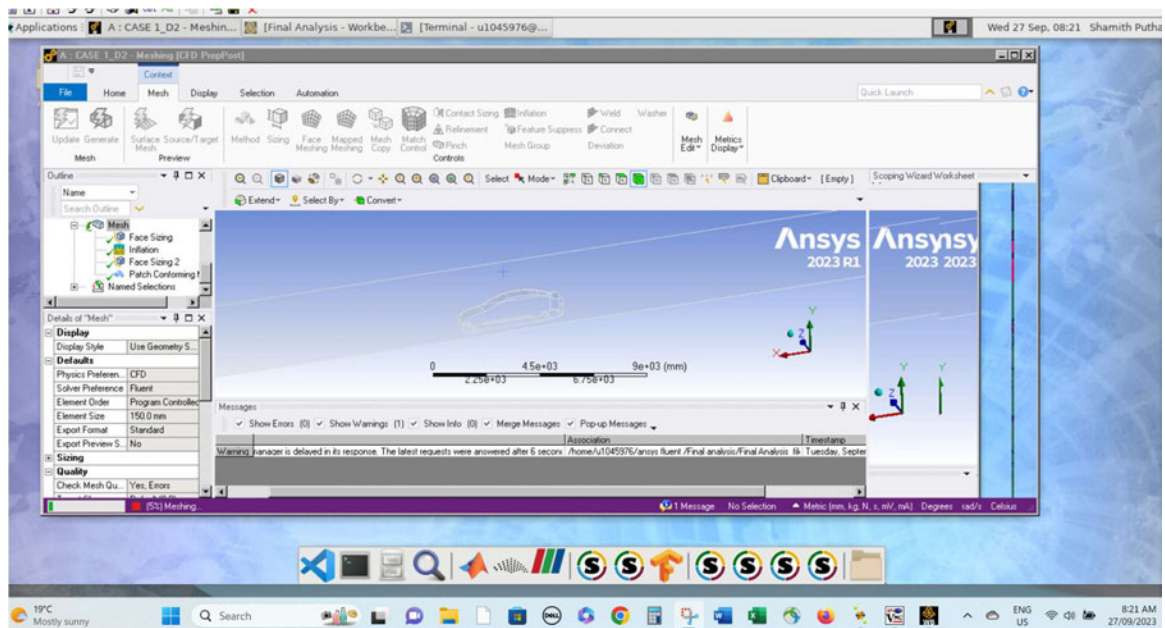 Applications A : CASE 1_D2 - Meshin... [Final Analysis - Workbe... [Terminal - u1045976@... Wed 27 Sep, 08:21 Shamith Putha
A : CASE 1_D2 - Meshing [CFD PrepPost]
Context
File Home Mesh Display Selection Automation Quick Launch
Update Generate Surface Mesh Source/Target Method Sizing Face Meshing Mapped Meshing Mesh Copy Match Control Contact Sizing Inflation Weld Washer Mesh Edit Metrics Display
Refinement Feature Suppress Connect
Pinch Mesh Group Deviation
Mesh Preview Controls
Outline Select Mode Clipboard [Empty] Scoping Wizard Worksheet
Name Extend Select By Convert
Search Outline
Mesh
Face Sizing
Inflation
Face Sizing 2
Patch Conforming
Named Selections
Ansys
2023 R1
Ansynsy
2023 2023
Details of "Mesh"
Display
Display Style Use Geometry S...
Defaults
Physics Preferen... CFD
Solver Preference Fluent
Element Order Program Controlled
Element Size 150.0 mm
Export Format Standard
Export Preview S... No
Sizing
Quality
Check Mesh Qu... Yes, Errors
Y
Z
X
0 4.5e+03 9e+03 (mm)
2.25e+03 6.75e+03
Y Y
Z
Messages
Show Errors (0) Show Warnings (1) Show Info (0) Merge Messages Pop-up Messages
Association Timestamp
Warning manager is delayed in its response. The latest requests were answered after 6 secon /home/u1045976/ansys fluent /Final analysis/Final Analysis Tuesday, Septer
(5%) Meshing... 1 Message No Selection Metric (mm, kg, N, s, mV, mA) Degrees rad/s Celsius
19°C
Mostly sunny
Search
DELL
ENG
US
8:21 AM
27/09/2023